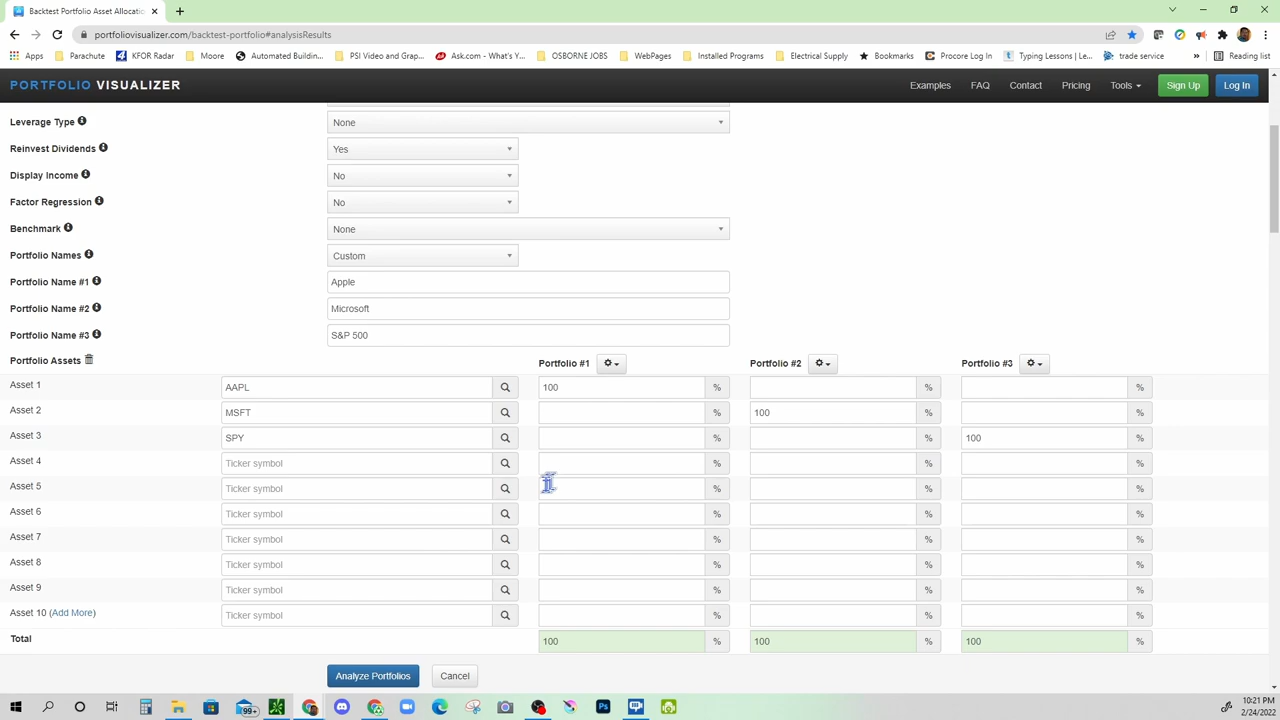 Backtest Portfolio Asset Allocatio
portfoliovisualizer.com/backtest-portfolio#analysisResults
Apps Parachute KFOR Radar Moore Automated Buildin... PSI Video and Grap... Ask.com - What's Y... OSBORNE JOBS WebPages Installed Programs Electrical Supply Bookmarks Procore Log In Typing Lessons | Le... trade service » Reading list
PORTFOLIO VISUALIZER Examples FAQ Contact Pricing Tools Sign Up Log In
Leverage Type None
Reinvest Dividends Yes
Display Income No
Factor Regression No
Benchmark None
Portfolio Names Custom
Portfolio Name #1 Apple
Portfolio Name #2 Microsoft
Portfolio Name #3 S&P 500
Portfolio Assets Portfolio #1 Portfolio #2 Portfolio #3
Asset 1 AAPL 100 % % %
Asset 2 MSFT % 100 % %
Asset 3 SPY % % 100 %
Asset 4 Ticker symbol % % %
Asset 5 Ticker symbol % % %
Asset 6 Ticker symbol % % %
Asset 7 Ticker symbol % % %
Asset 8 Ticker symbol % % %
Asset 9 Ticker symbol % % %
Asset 10 (Add More) Ticker symbol % % %
Total 100 % 100 % 100 %
Analyze Portfolios Cancel
99+
Ps
10:21 PM
2/24/2022